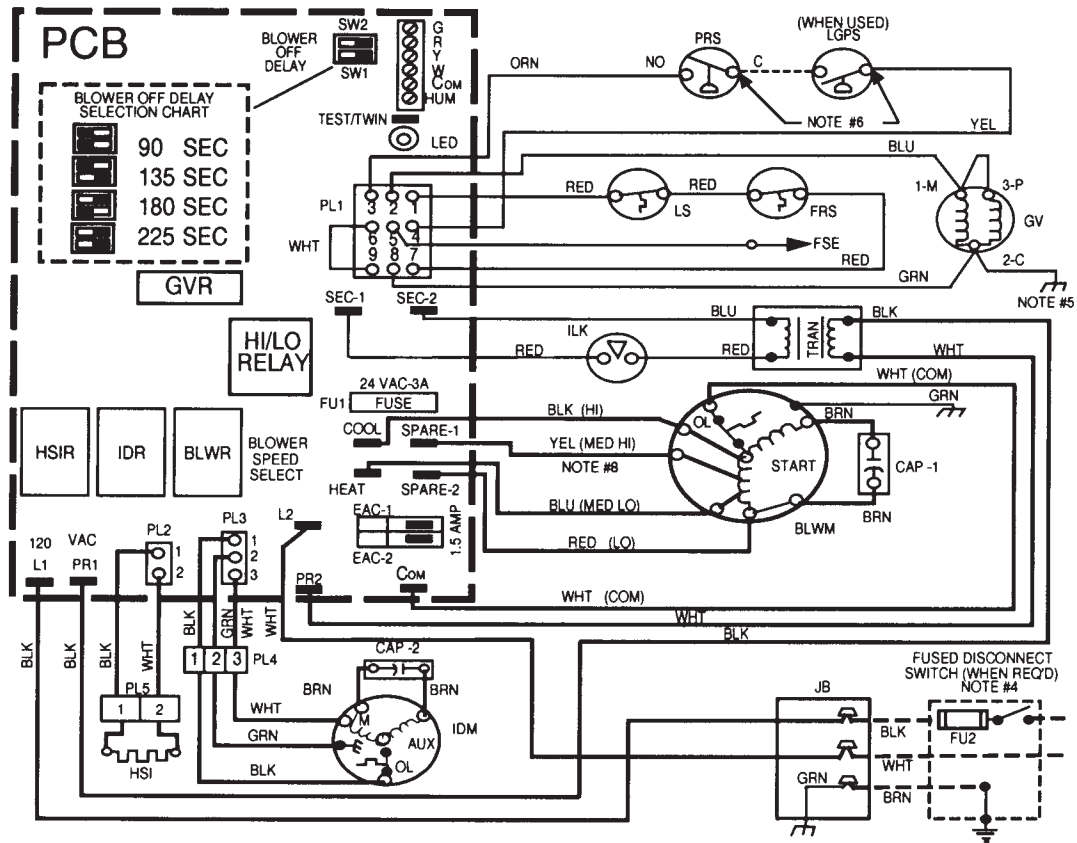 PCB
BLOWER
OFF
DELAY
SW2
SW1
G
R
Y
W
COM
HUM
TEST/TWIN
LED
BLOWER OFF DELAY
SELECTION CHART
90 SEC
135 SEC
180 SEC
225 SEC
GVR
HI/LO
RELAY
PL1
3 2 1
6 5 4
9 8 7
WHT
ORN
NO
PRS
C
(WHEN USED)
LGPS
NOTE #6
YEL
BLU
RED
LS
RED
FRS
FSE
RED
GRN
1-M
3-P
GV
2-C
NOTE #5
SEC-1
SEC-2
BLU
ILK
RED
RED
TRAN
BLK
WHT
24 VAC-3A
FU1
FUSE
COOL
SPARE-1
HEAT
SPARE-2
BLOWER
SPEED
SELECT
HSIR
IDR
BLWR
EAC-1
EAC-2
1.5 AMP
BLK (HI)
YEL (MED HI)
NOTE #8
BLU (MED LO)
RED (LO)
WHT (COM)
GRN
OL
START
BRN
CAP -1
BRN
BLWM
120 VAC
L1
PR1
PL2
1
2
PL3
1
2
3
L2
PR2
COM
WHT (COM)
WHT
BLK
BLK
BLK
BLK
WHT
BLK
GRN
WHT
WHT
1 2 3
PL4
PL5
1 2
HSI
CAP -2
BRN
BRN
M
AUX
IDM
OL
WHT
GRN
BLK
JB
GRN
BLK
WHT
BRN
FUSED DISCONNECT
SWITCH (WHEN REQ'D)
NOTE #4
FU2